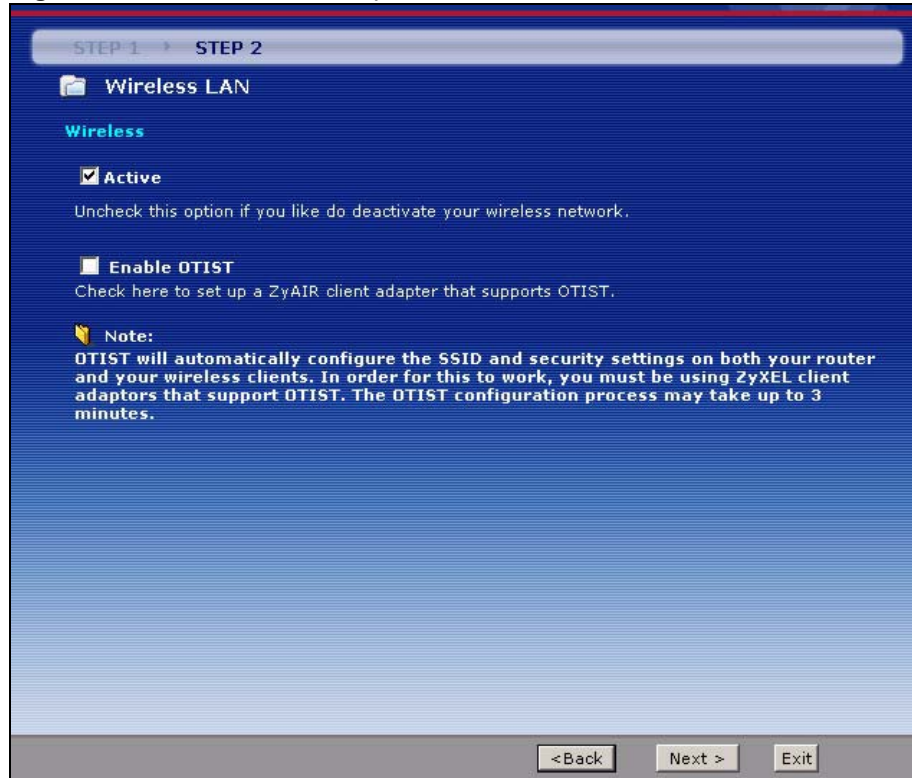 STEP 1 STEP 2
Wireless LAN
Wireless
Active
Uncheck this option if you like do deactivate your wireless network.
Enable OTIST
Check here to set up a ZyAIR client adapter that supports OTIST.
Note:
OTIST will automatically configure the SSID and security settings on both your router
and your wireless clients. In order for this to work, you must be using ZyXEL client
adaptors that support OTIST. The OTIST configuration process may take up to 3
minutes.
<Back Next > Exit